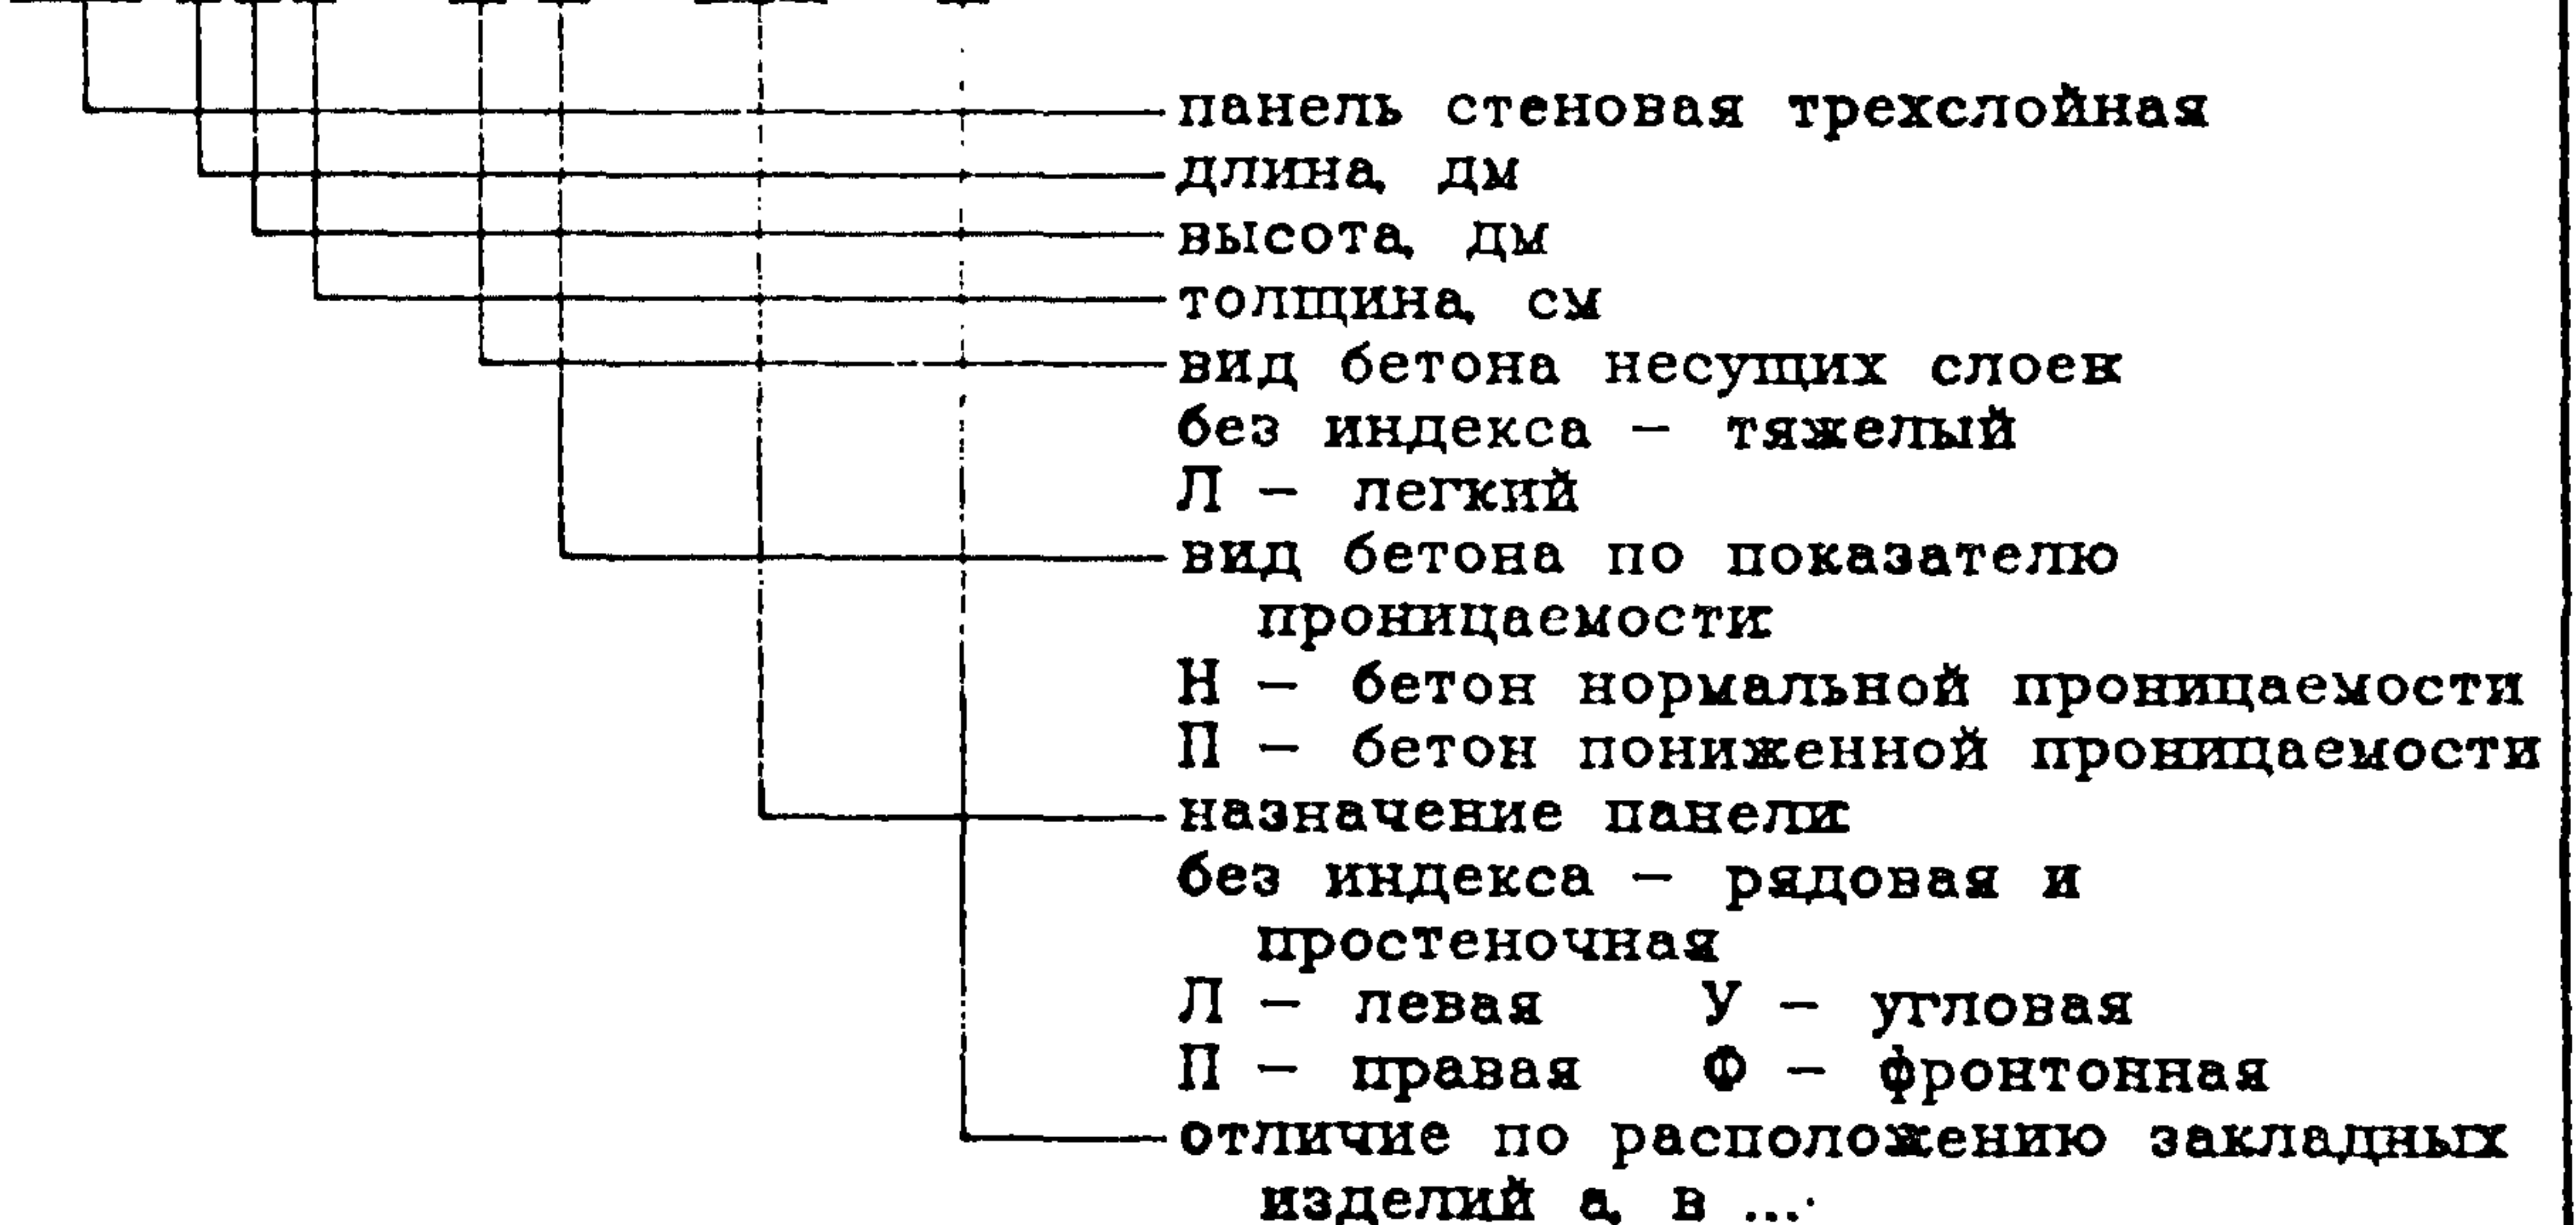 панель стеновая трехслойная
длина, дм
высота, дм
толщина, см
вид бетона несущих слоев
без индекса – тяжелый
Л – легкий
вид бетона по показателю
проницаемости
Н – бетон нормальной проницаемости
П – бетон пониженной проницаемости
назначение панели
без индекса – рядовая и
простеночная
Л – левая У – угловая
П – правая Ф – фронтонная
отличие по расположению закладных
изделий а, в ...